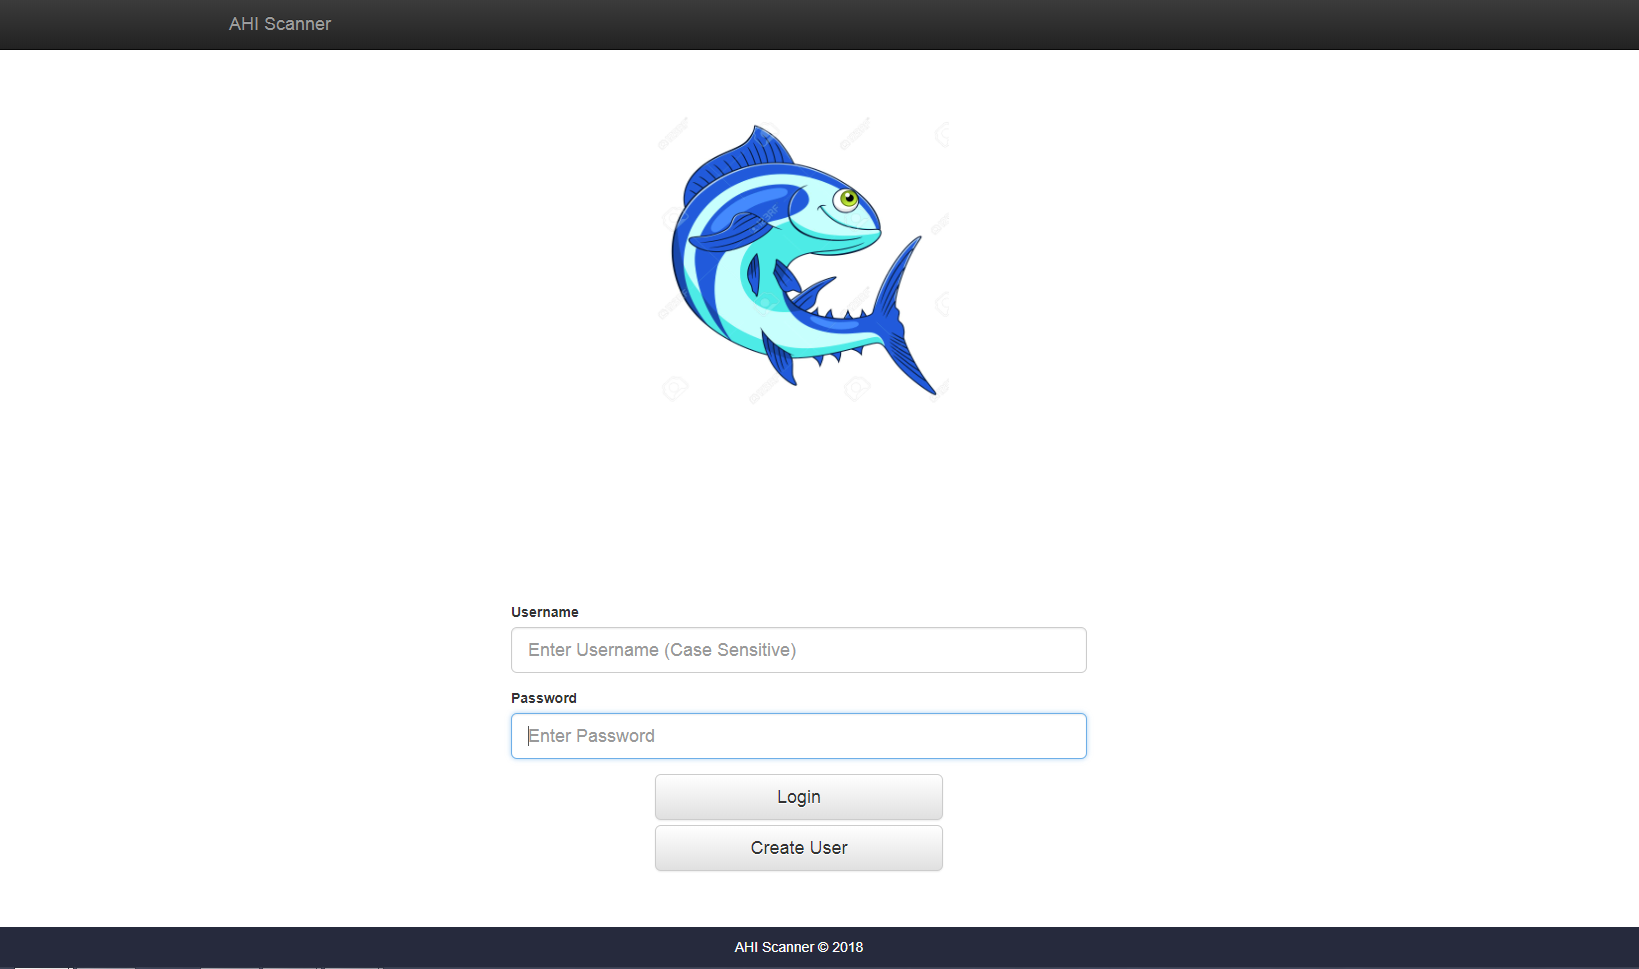 AHI Scanner
Username
Enter Username (Case Sensitive)
Password
Enter Password
Login
Create User
AHI Scanner © 2018